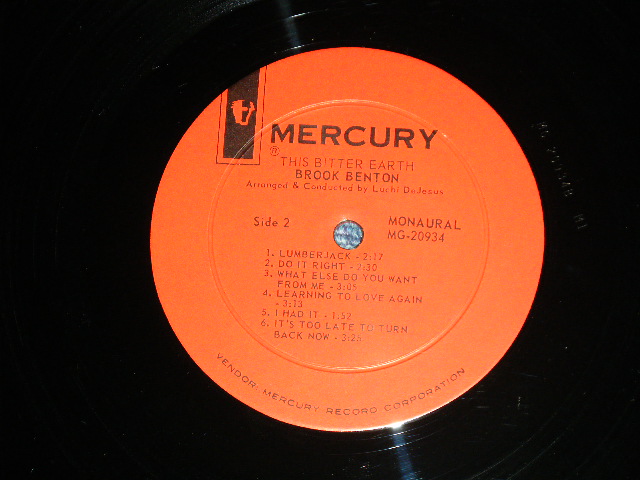 MERCURY
®
THIS BITTER EARTH
BROOK BENTON
Arranged & Conducted by Luchi DeJesus
Side 2
MONAURAL
MG-20934
1. LUMBERJACK - 2:17
2. DO IT RIGHT - 2:30
3. WHAT ELSE DO YOU WANT
FROM ME - 3:05
4. LEARNING TO LOVE AGAIN
- 3:13
5. I HAD IT - 1:52
6. IT'S TOO LATE TO TURN
BACK NOW - 3:25
VENDOR: MERCURY RECORD CORPORATION